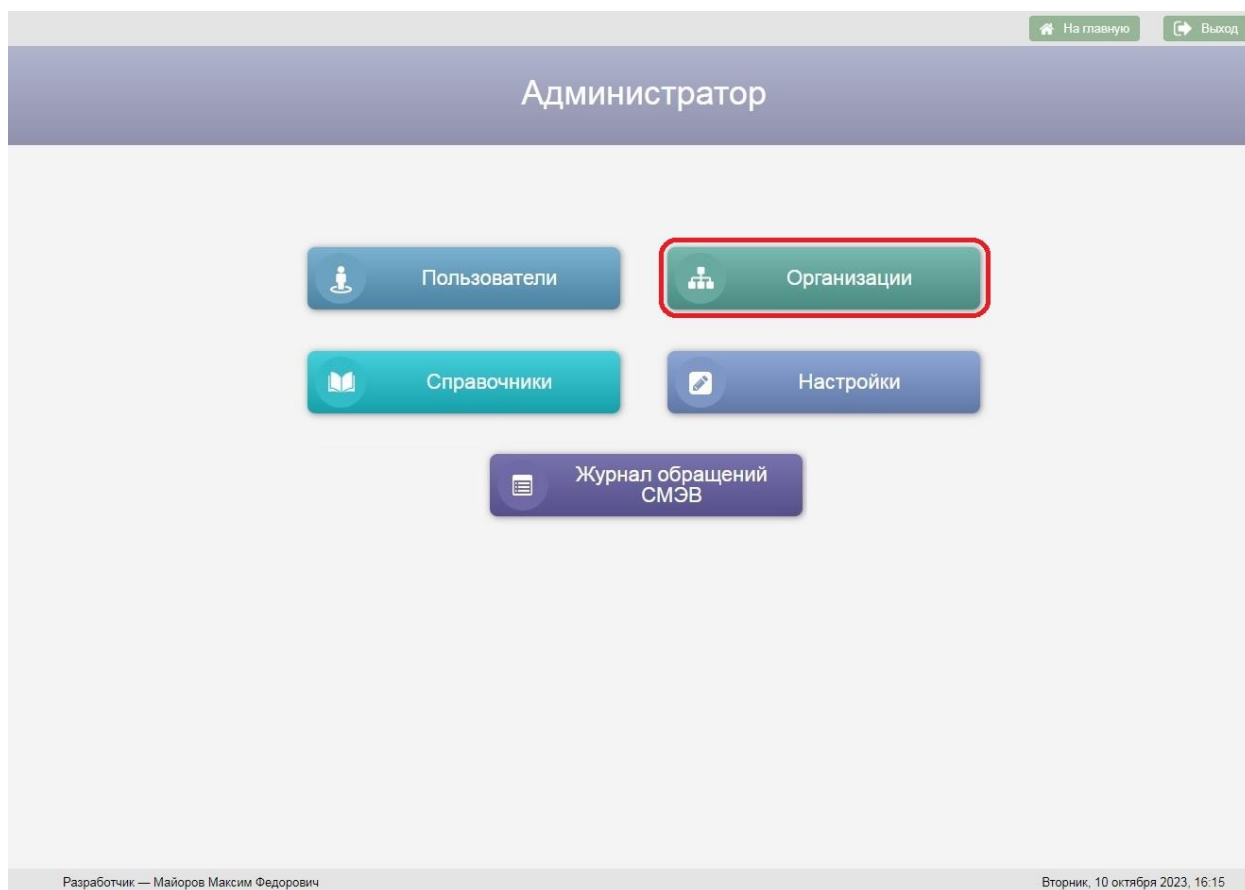 На главную Выход
Администратор
Пользователи Организации
Справочники Настройки
Журнал обращений
СМЭВ
Разработчик — Майоров Максим Федорович Вторник, 10 октября 2023, 16:15